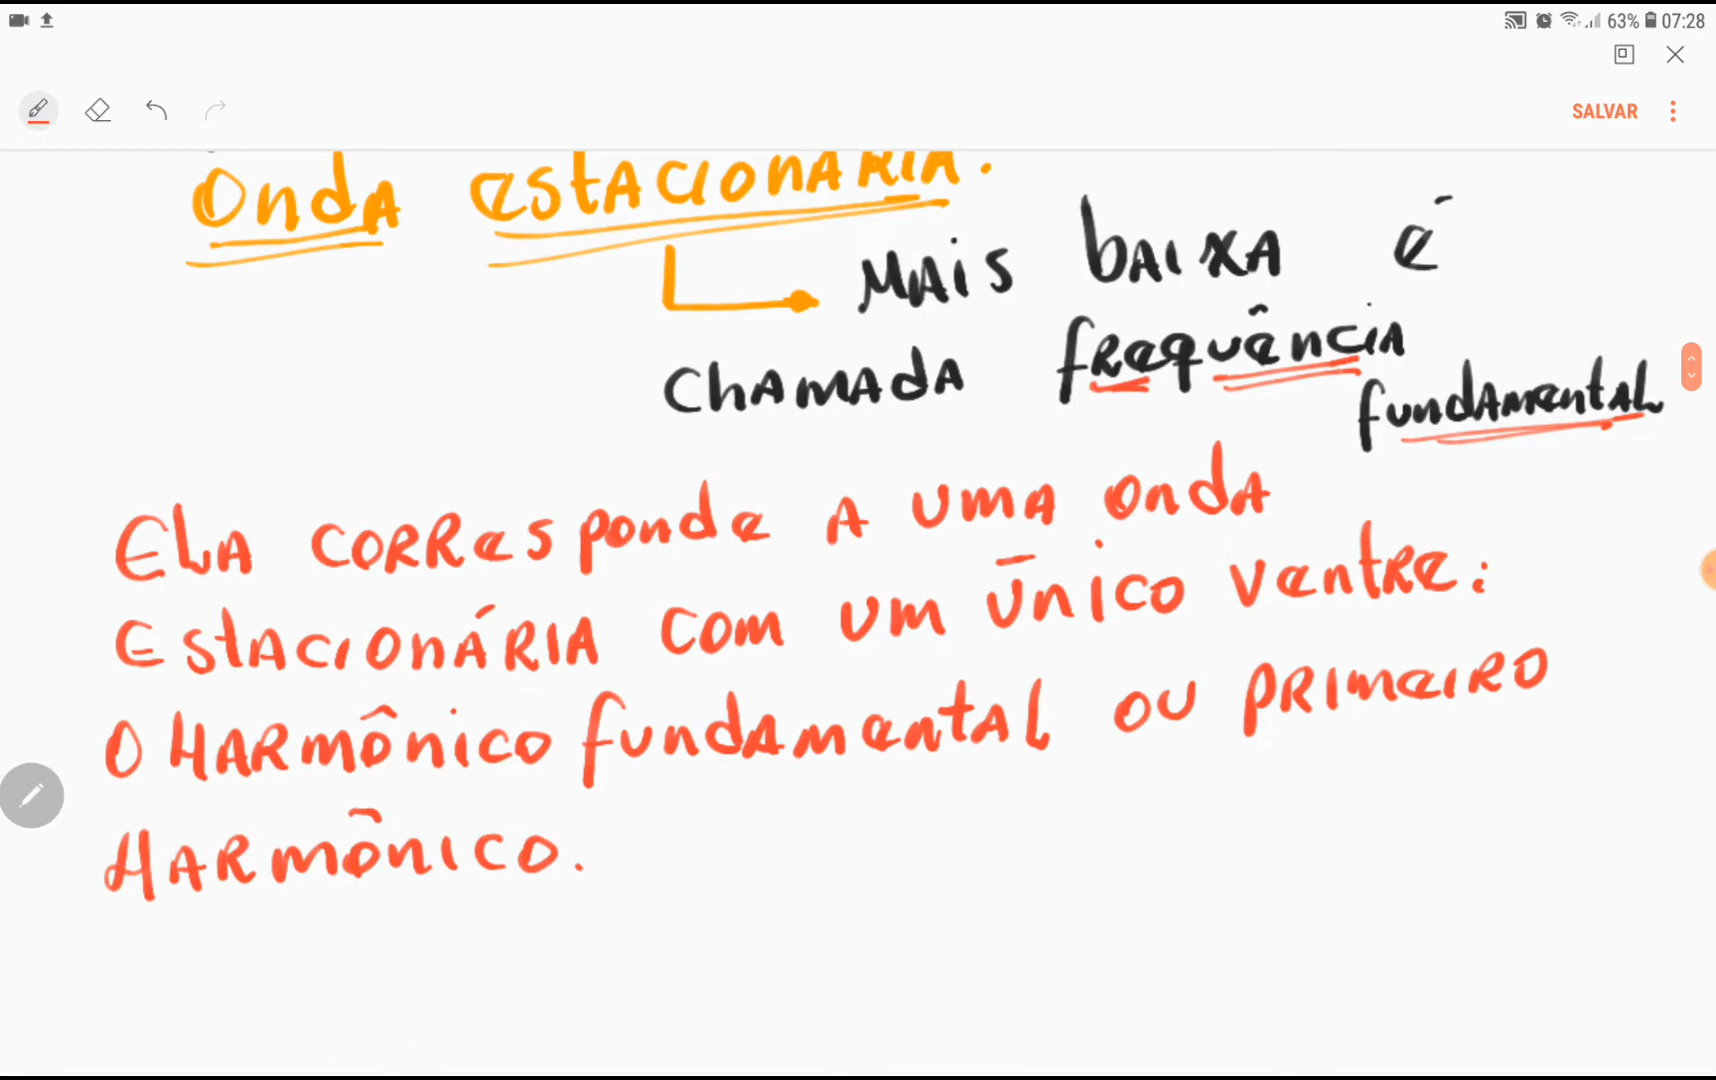 63% 07:28
SALVAR
Onda estacionária.
Mais baixa é
chamada frequência
fundamental
Ela corresponde a uma onda
estacionária com um único ventre:
o harmônico fundamental ou primeiro
harmônico.